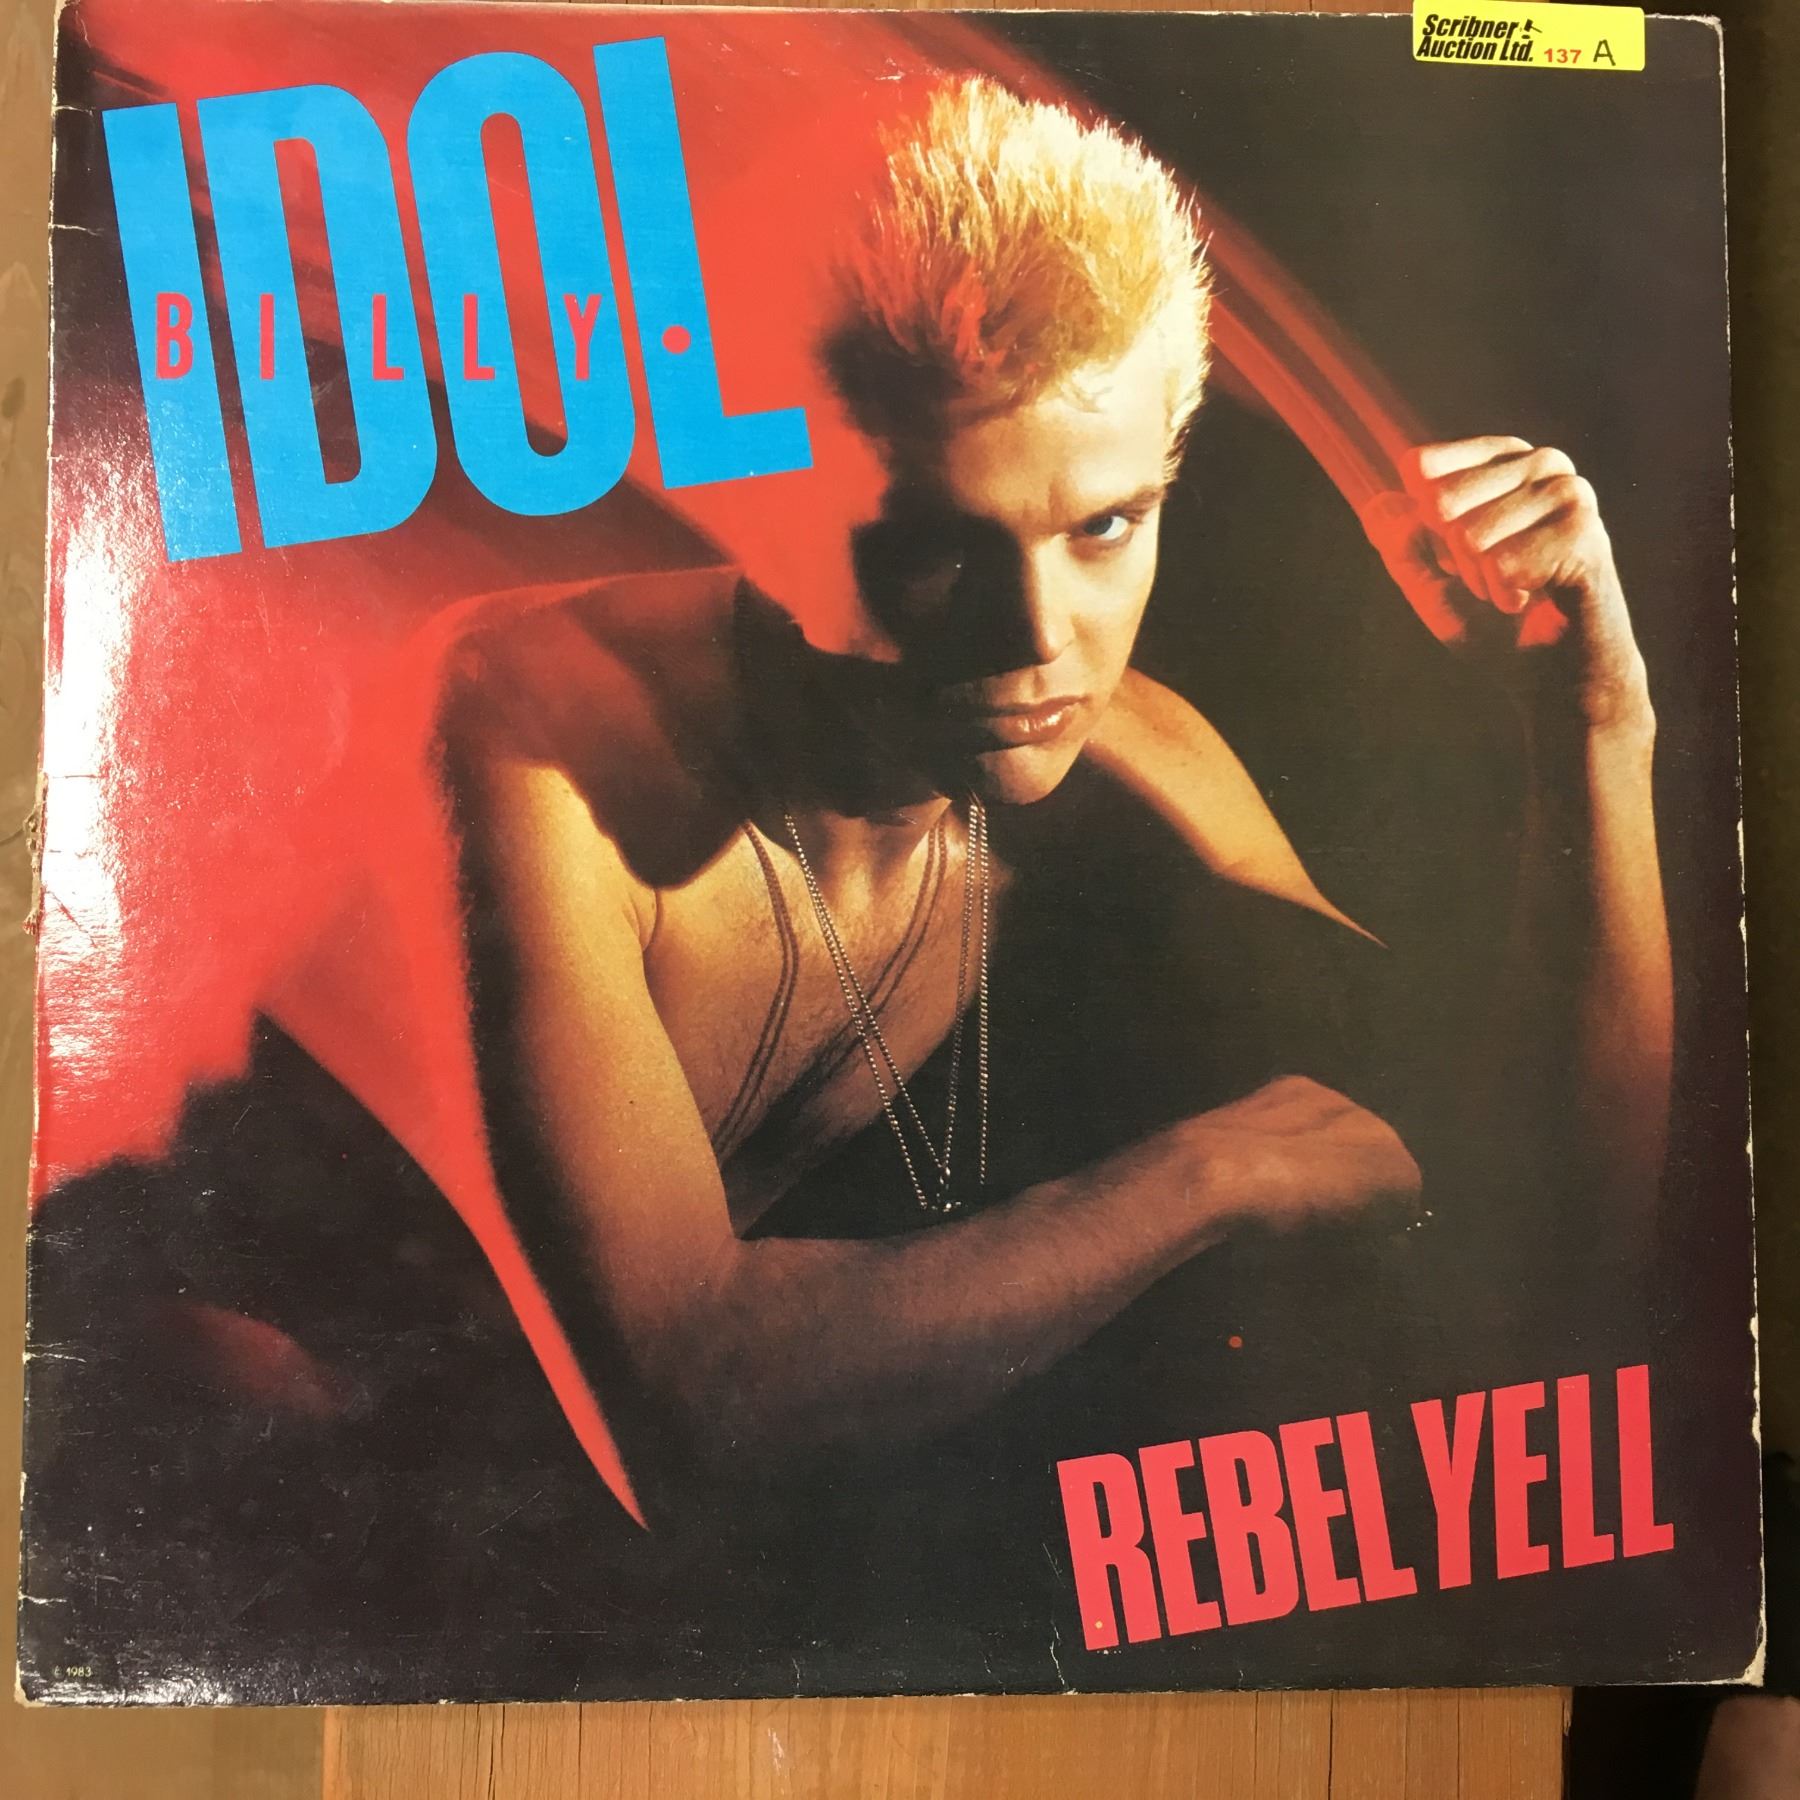 Scribner
Auction Ltd. 137 A
IDOL
BILLY
REBEL YELL
1983